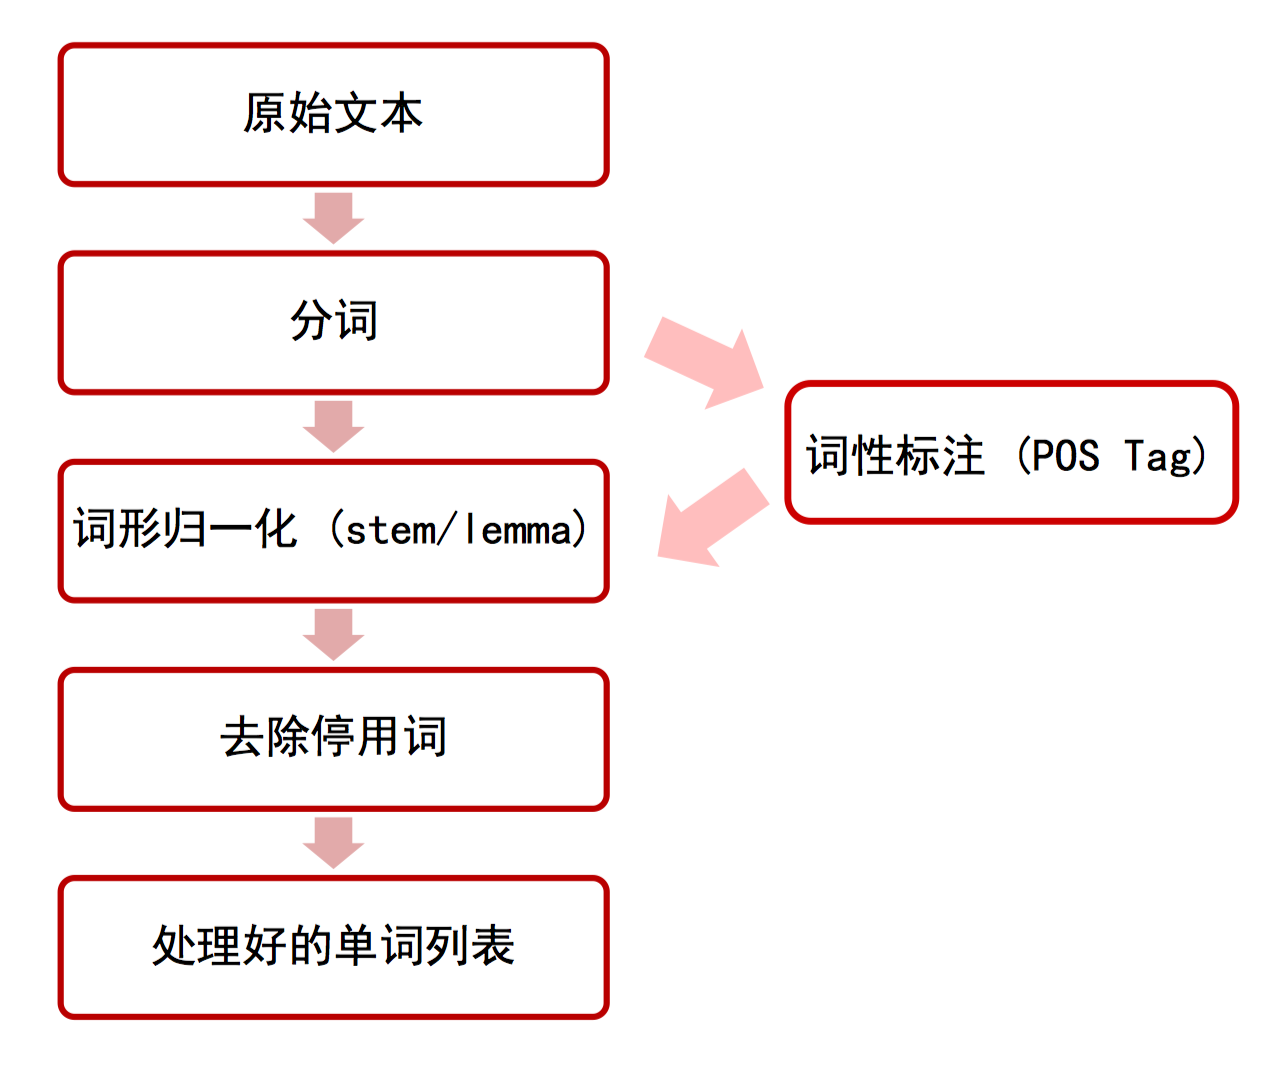 原始文本
分词
词性标注 (POS Tag)
词形归一化 (stem/lemma)
去除停用词
处理好的单词列表